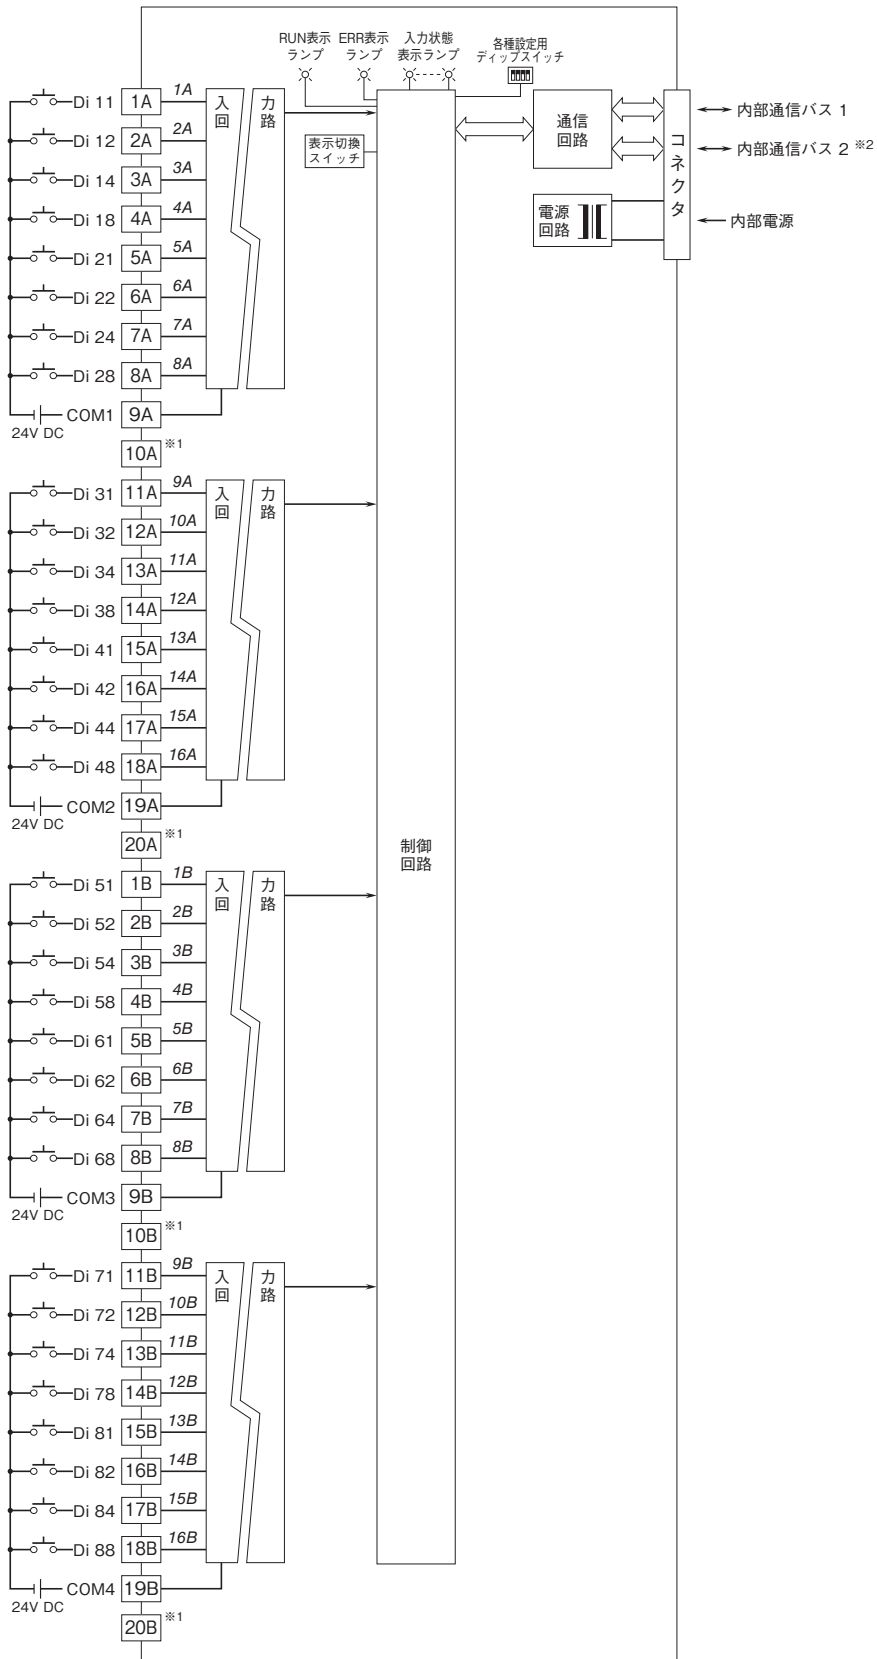 RUN表示
ランプ
ERR表示
ランプ
入力状態
表示ランプ
各種設定用
ディップスイッチ
表示切換
スイッチ
通信
回路
コネクタ
内部通信バス 1
内部通信バス 2 ※2
電源
回路
内部電源
制御
回路
Di 11 1A 1A
Di 12 2A 2A
Di 14 3A 3A
Di 18 4A 4A
Di 21 5A 5A
Di 22 6A 6A
Di 24 7A 7A
Di 28 8A 8A
入力
回路
COM1 9A
24V DC
10A ※1
Di 31 11A 9A
Di 32 12A 10A
Di 34 13A 11A
Di 38 14A 12A
Di 41 15A 13A
Di 42 16A 14A
Di 44 17A 15A
Di 48 18A 16A
入力
回路
COM2 19A
24V DC
20A ※1
Di 51 1B 1B
Di 52 2B 2B
Di 54 3B 3B
Di 58 4B 4B
Di 61 5B 5B
Di 62 6B 6B
Di 64 7B 7B
Di 68 8B 8B
入力
回路
COM3 9B
24V DC
10B ※1
Di 71 11B 9B
Di 72 12B 10B
Di 74 13B 11B
Di 78 14B 12B
Di 81 15B 13B
Di 82 16B 14B
Di 84 17B 15B
Di 88 18B 16B
入力
回路
COM4 19B
24V DC
20B ※1